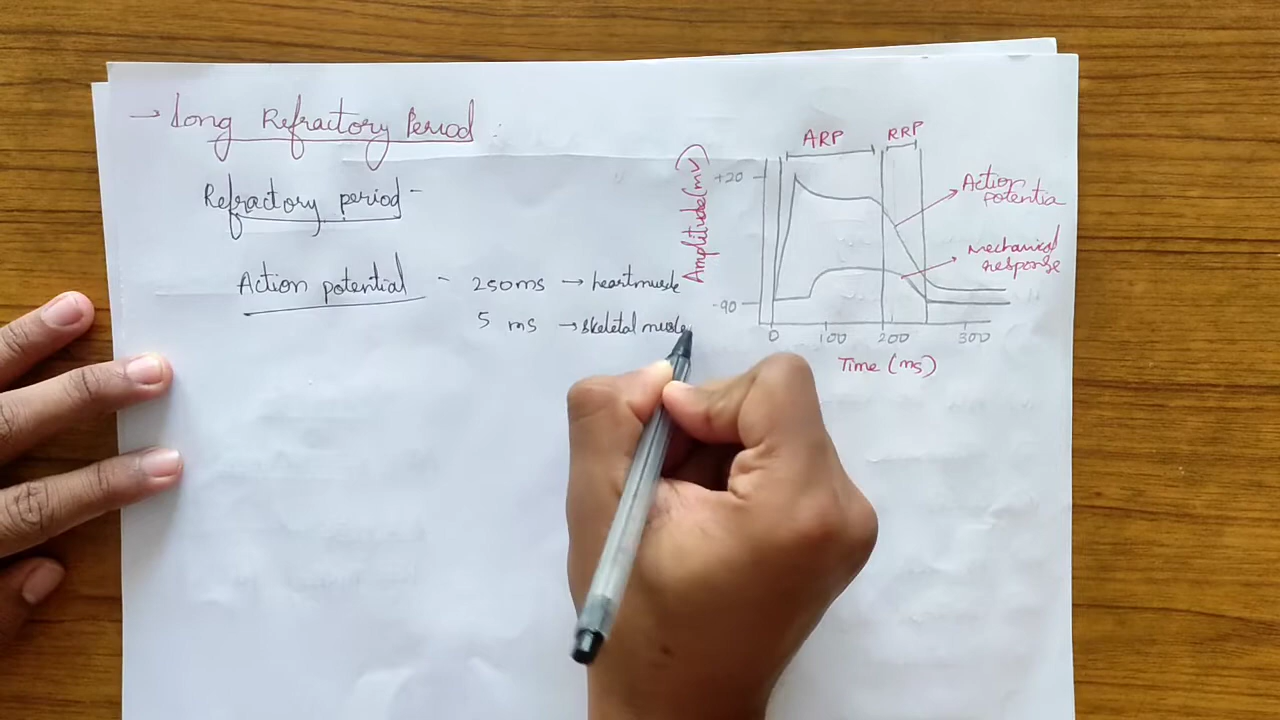 → Long Refractory Period :
Refractory period -
Action potential - 250ms → heart muscle
5 ms → skeletal muscle
ARP
RRP
Amplitude (mV)
+20
-90
Action
potentia
Mechanical
response
0 100 200 300
Time (ms)